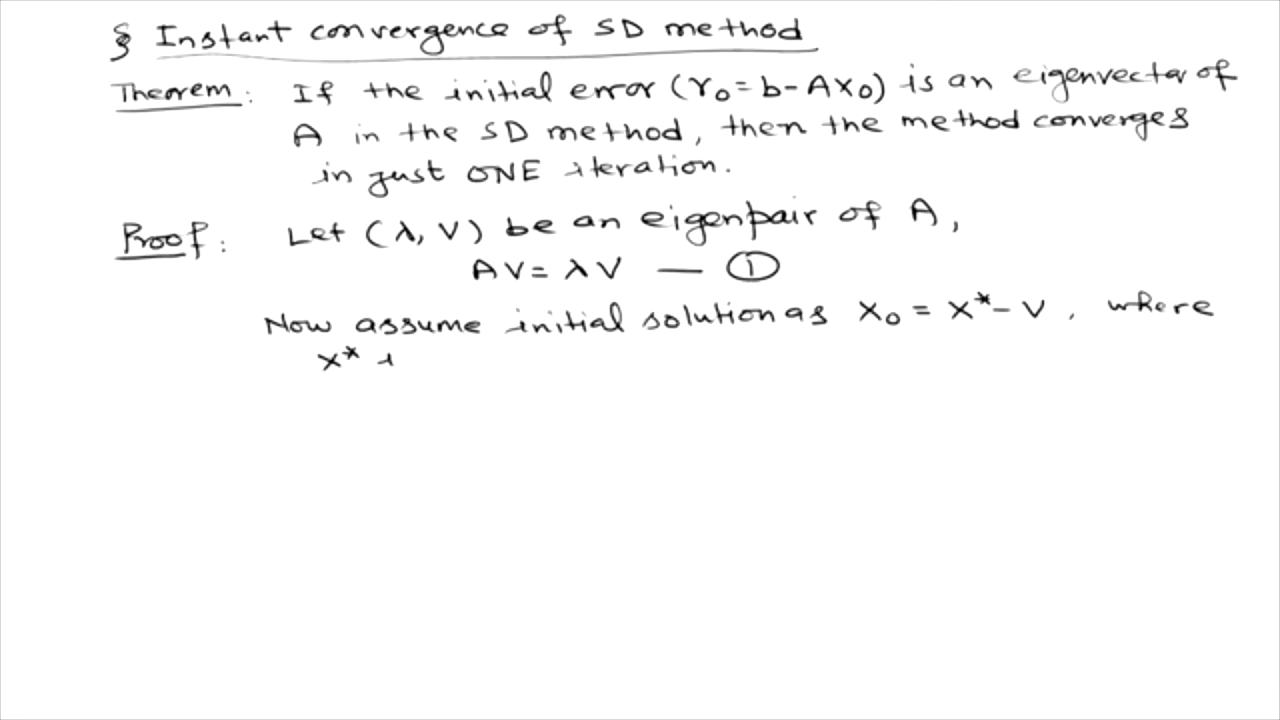 § Instant convergence of SD method
Theorem: If the initial error (r₀ = b - Ax₀) is an eigenvector of
A in the SD method, then the method converges
in just ONE iteration.
Proof: Let (λ, v) be an eigenpair of A,
Av = λv — ①
Now assume initial solution as x₀ = x* - v, where
x*